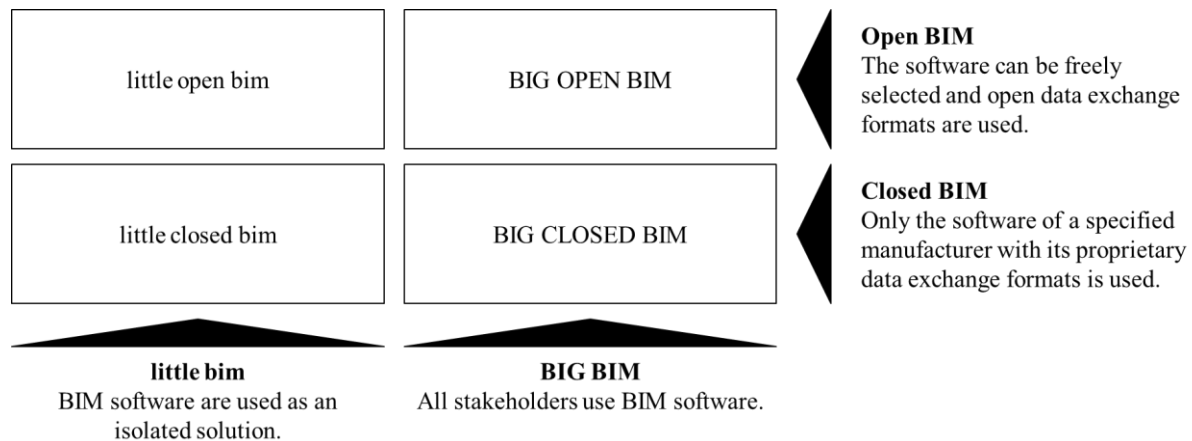 little open bim
BIG OPEN BIM
Open BIM
The software can be freely
selected and open data exchange
formats are used.
little closed bim
BIG CLOSED BIM
Closed BIM
Only the software of a specified
manufacturer with its proprietary
data exchange formats is used.
little bim
BIM software are used as an
isolated solution.
BIG BIM
All stakeholders use BIM software.